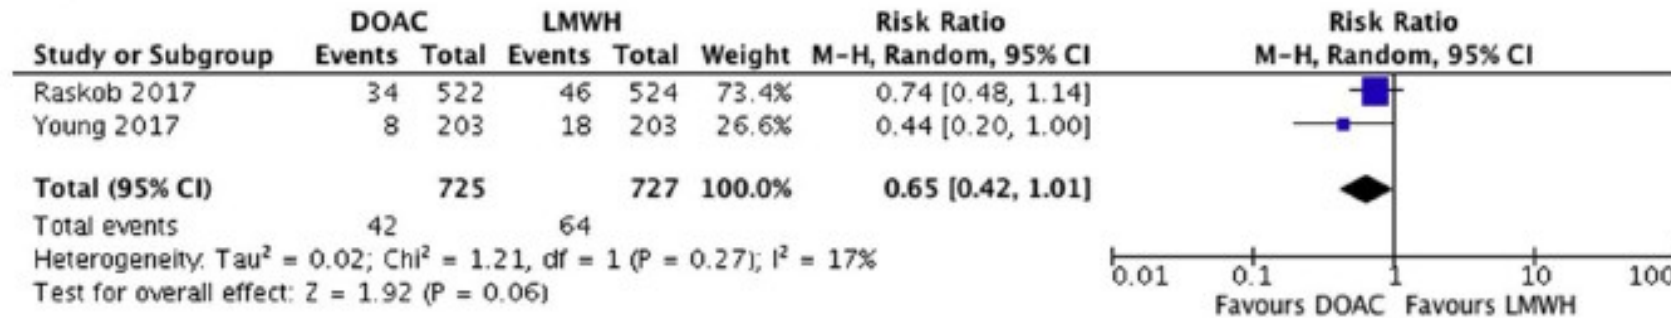 DOAC LMWH Risk Ratio Risk Ratio
Study or Subgroup Events Total Events Total Weight M-H, Random, 95% CI M-H, Random, 95% CI
Raskob 2017 34 522 46 524 73.4% 0.74 [0.48, 1.14]
Young 2017 8 203 18 203 26.6% 0.44 [0.20, 1.00]
Total (95% CI) 725 727 100.0% 0.65 [0.42, 1.01]
Total events 42 64
Heterogeneity: Tau² = 0.02; Chi² = 1.21, df = 1 (P = 0.27); I² = 17%
Test for overall effect: Z = 1.92 (P = 0.06)
0.01 0.1 1 10 100
Favours DOAC Favours LMWH